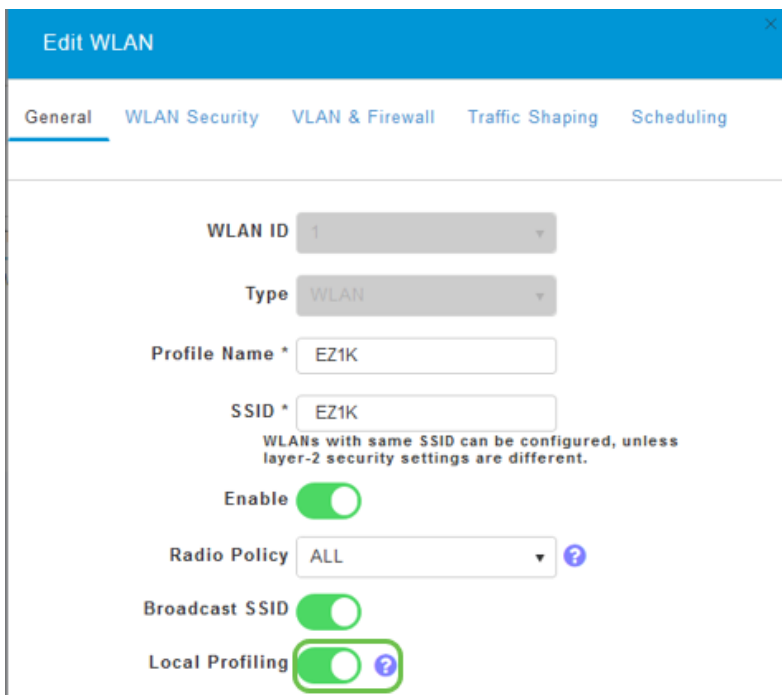 Edit WLAN
General WLAN Security VLAN & Firewall Traffic Shaping Scheduling
WLAN ID 1
Type WLAN
Profile Name * EZ1K
SSID * EZ1K
WLANs with same SSID can be configured, unless
layer-2 security settings are different.
Enable
Radio Policy ALL ?
Broadcast SSID
Local Profiling ?